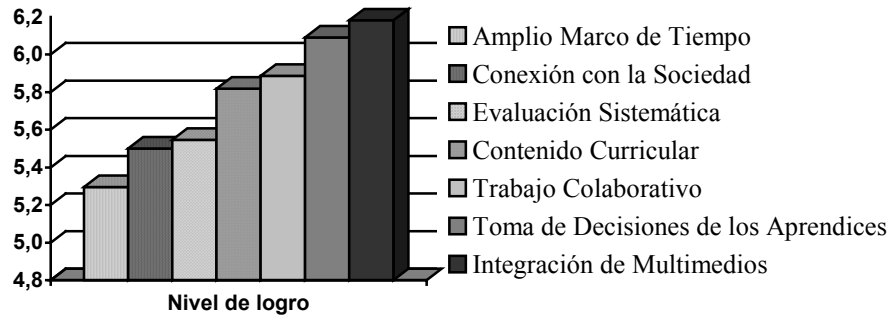 6,2
6,0
5,8
5,6
5,4
5,2
5,0
4,8
Nivel de logro
Amplio Marco de Tiempo
Conexión con la Sociedad
Evaluación Sistemática
Contenido Curricular
Trabajo Colaborativo
Toma de Decisiones de los Aprendices
Integración de Multimedios